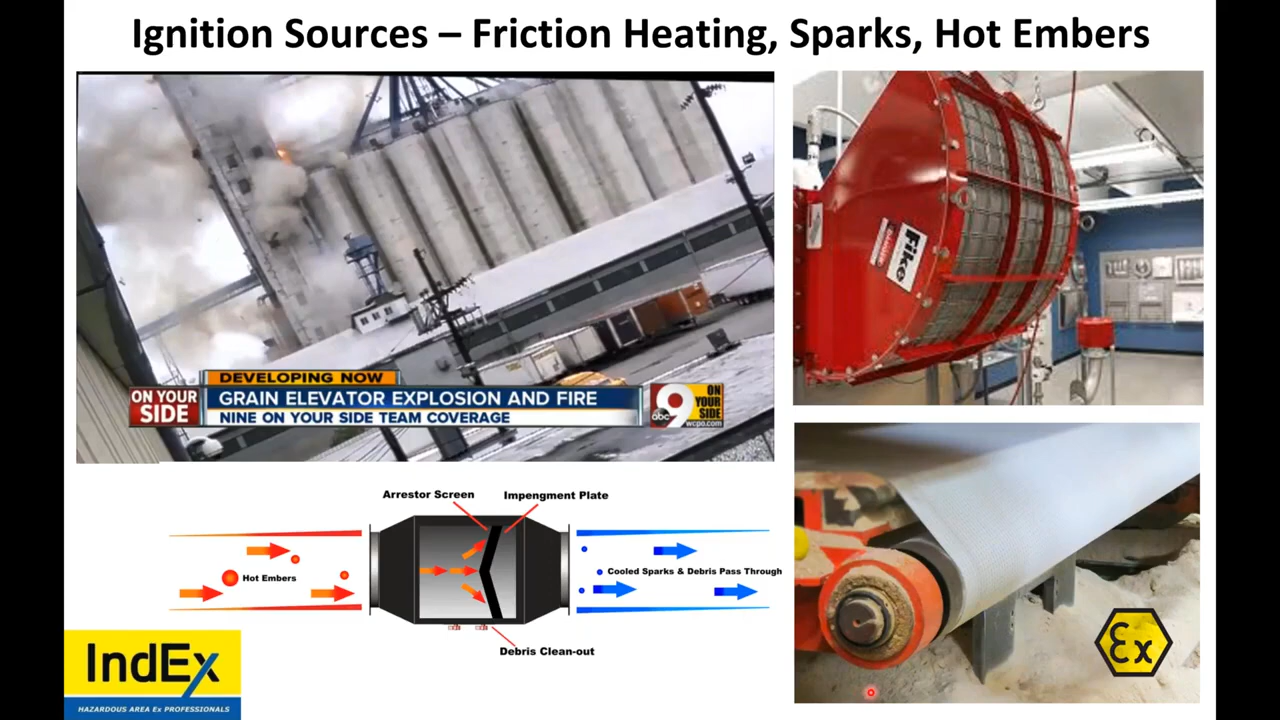 Ignition Sources – Friction Heating, Sparks, Hot Embers
DEVELOPING NOW
ON YOUR
SIDE
GRAIN ELEVATOR EXPLOSION AND FIRE
NINE ON YOUR SIDE TEAM COVERAGE
abc 9
ON
YOUR
SIDE
wcpo.com
Fike
Arrestor Screen
Impengment Plate
Hot Embers
Cooled Sparks & Debris Pass Through
Debris Clean-out
IndEx
HAZARDOUS AREA Ex PROFESSIONALS
Ex